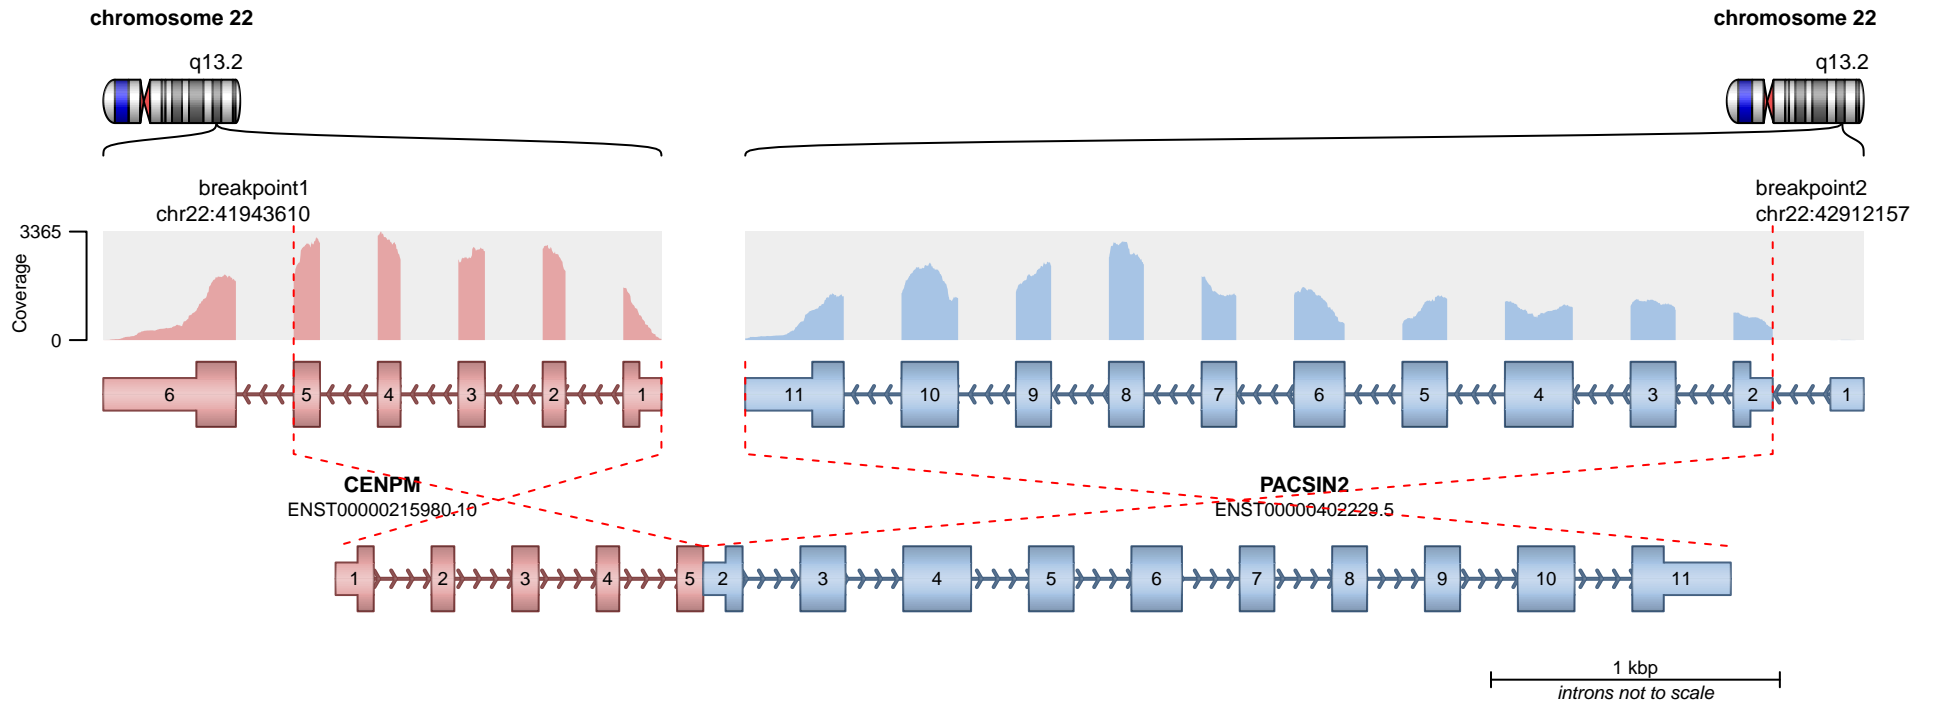 chromosome 22
chromosome 22
q13.2
q13.2
breakpoint1
chr22:41943610
breakpoint2
chr22:42912157
3365
Coverage
0
6 5 4 3 2 1
11 10 9 8 7 6 5 4 3 2 1
CENPM
ENST00000215980.10
PACSIN2
ENST00000402229.5
1 2 3 4 5 2 3 4 5 6 7 8 9 10 11
1 kbp
introns not to scale